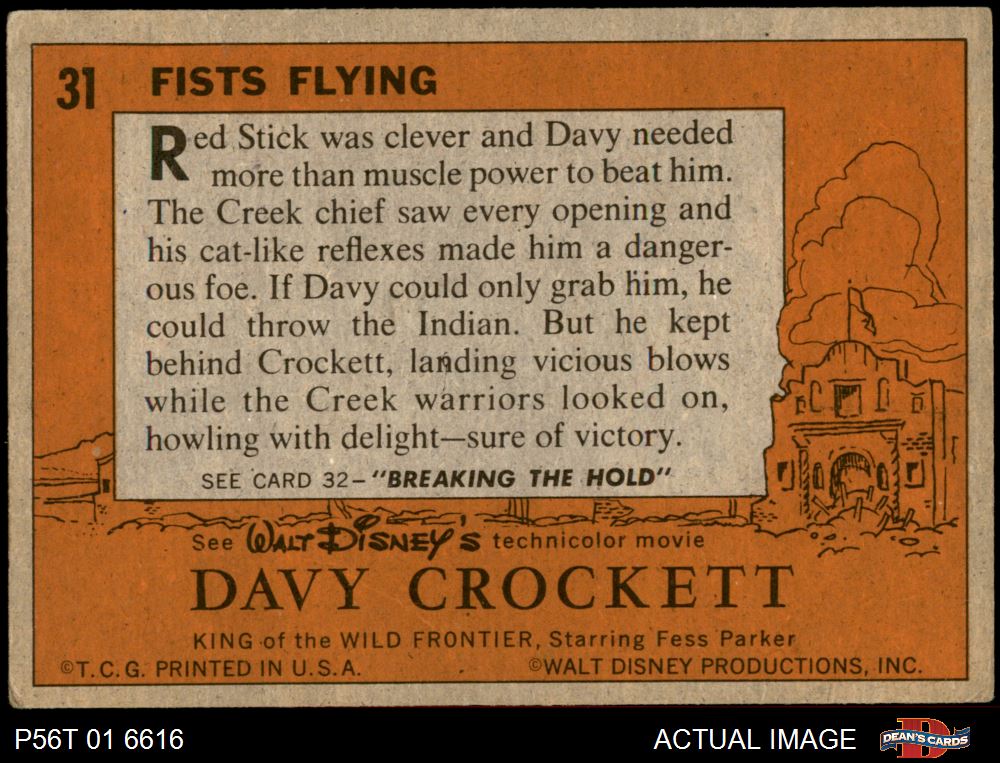 31 FISTS FLYING
Red Stick was clever and Davy needed
more than muscle power to beat him.
The Creek chief saw every opening and
his cat-like reflexes made him a danger-
ous foe. If Davy could only grab him, he
could throw the Indian. But he kept
behind Crockett, landing vicious blows
while the Creek warriors looked on,
howling with delight—sure of victory.
SEE CARD 32—"BREAKING THE HOLD"
See WALT DISNEY'S technicolor movie
DAVY CROCKETT
KING of the WILD FRONTIER, Starring Fess Parker
©T.C.G. PRINTED IN U.S.A. ©WALT DISNEY PRODUCTIONS, INC.
P56T 01 6616 ACTUAL IMAGE D DEAN'S CARDS